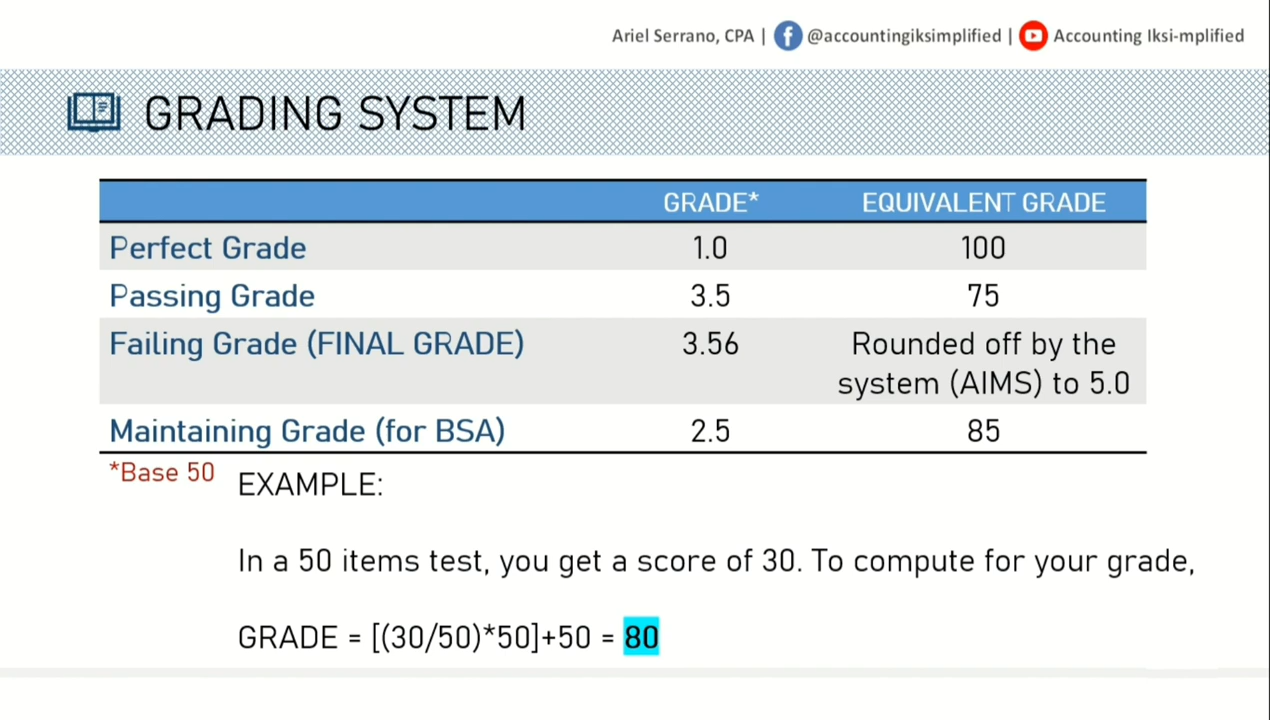 Ariel Serrano, CPA | @accountingiksimplified | Accounting Iksi-mplified
GRADING SYSTEM
GRADE* EQUIVALENT GRADE
Perfect Grade 1.0 100
Passing Grade 3.5 75
Failing Grade (FINAL GRADE) 3.56 Rounded off by the
system (AIMS) to 5.0
Maintaining Grade (for BSA) 2.5 85
*Base 50
EXAMPLE:
In a 50 items test, you get a score of 30. To compute for your grade,
GRADE = [(30/50)*50]+50 = 80